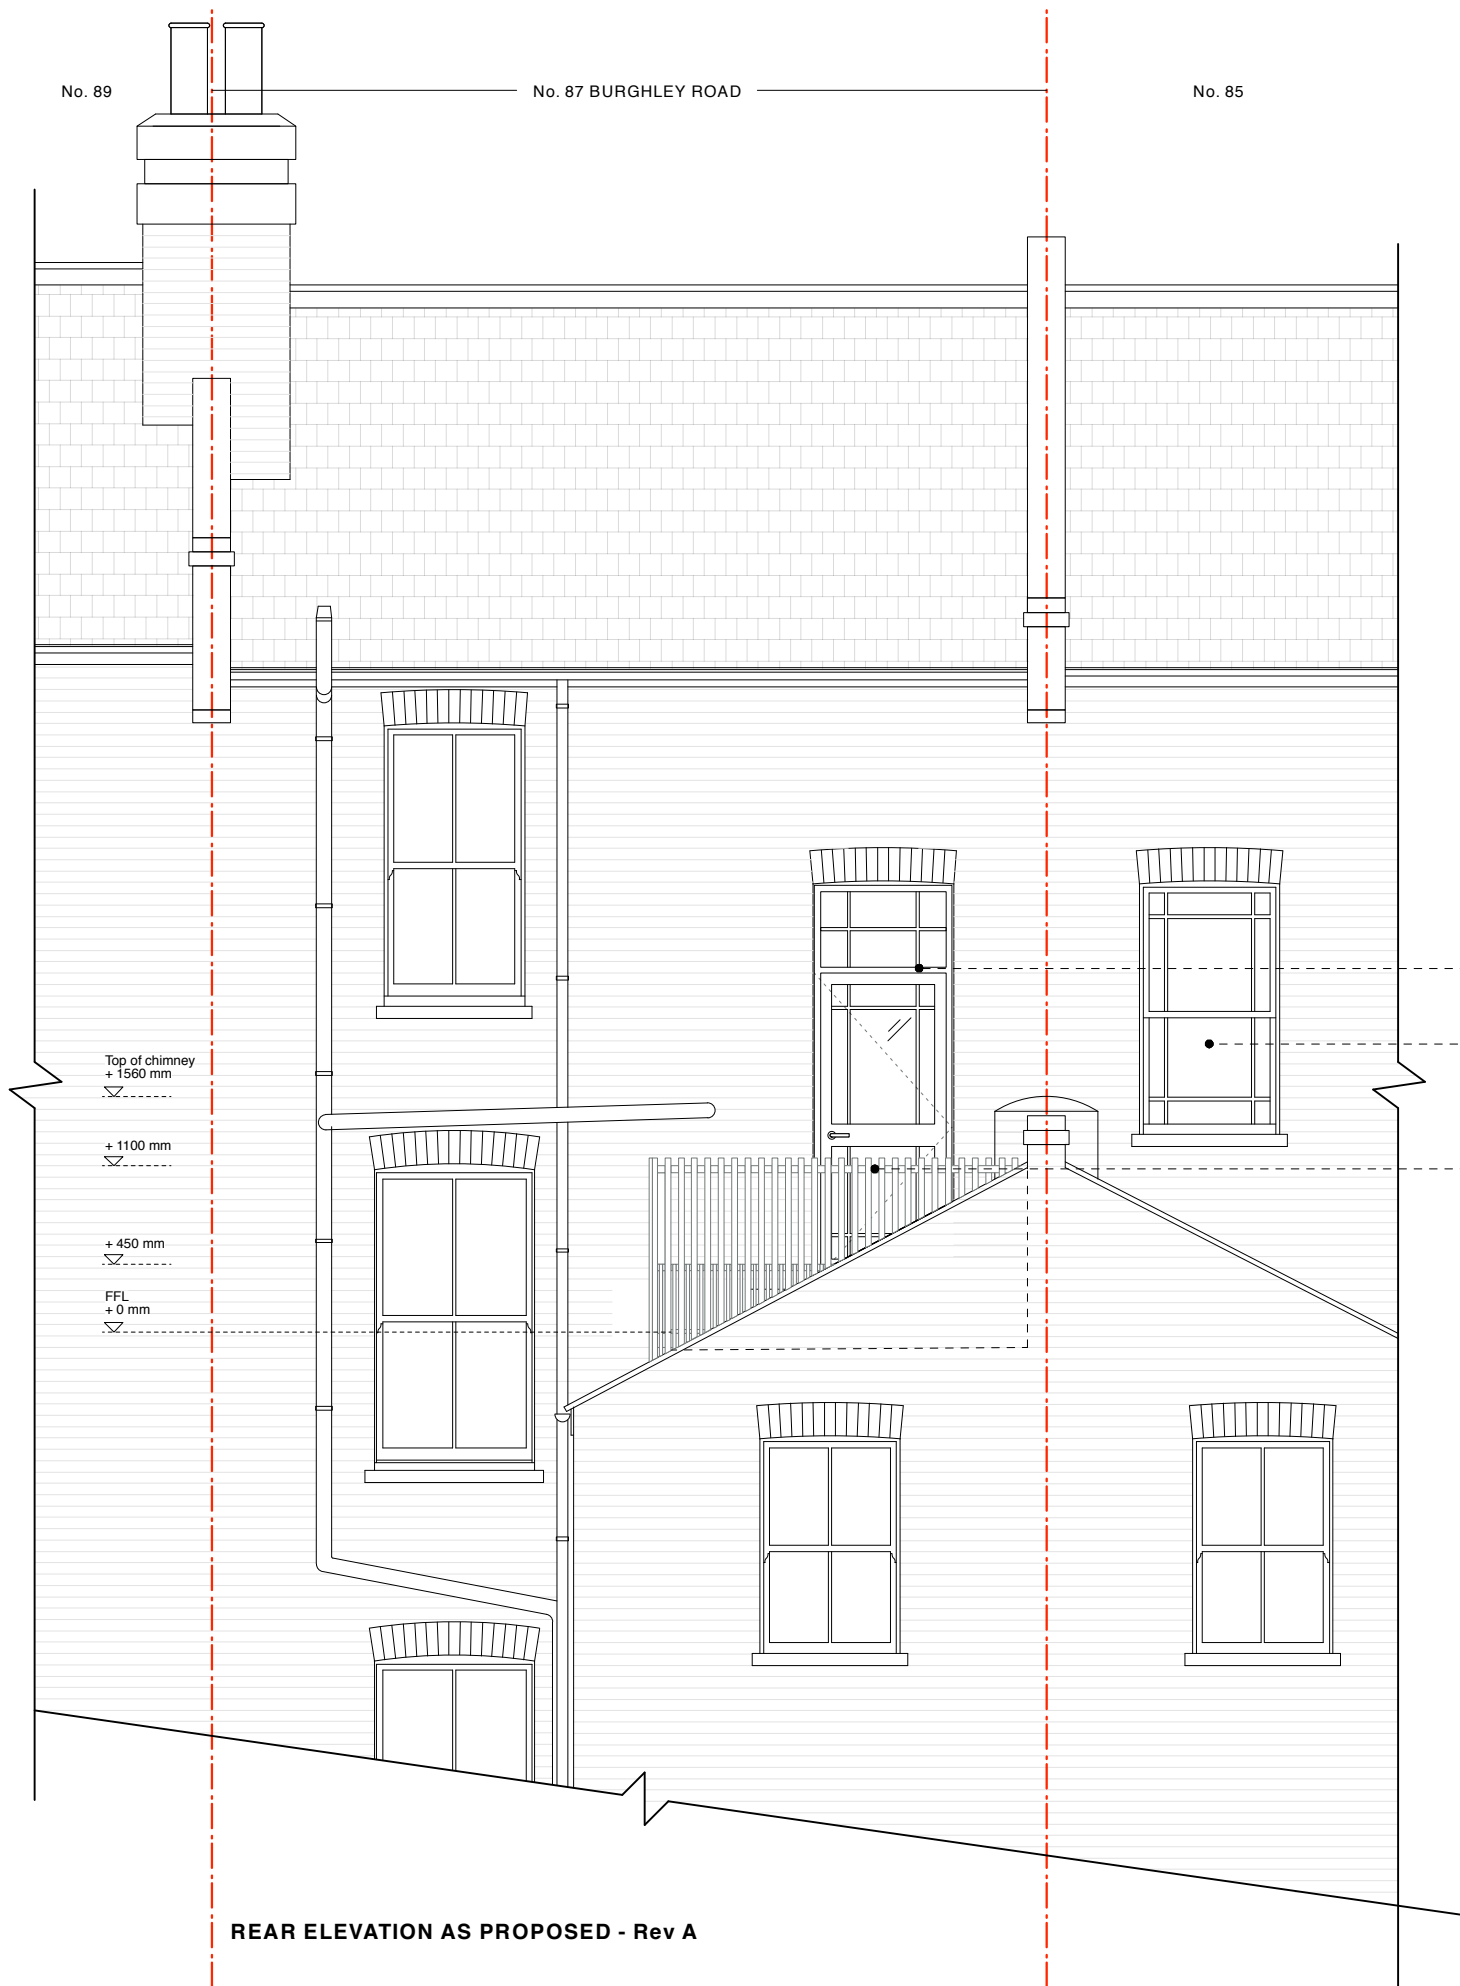 No. 89
No. 87 BURGHLEY ROAD
No. 85
Top of chimney
+ 1560 mm
+ 1100 mm
+ 450 mm
FFL
+ 0 mm
REAR ELEVATION AS PROPOSED - Rev A